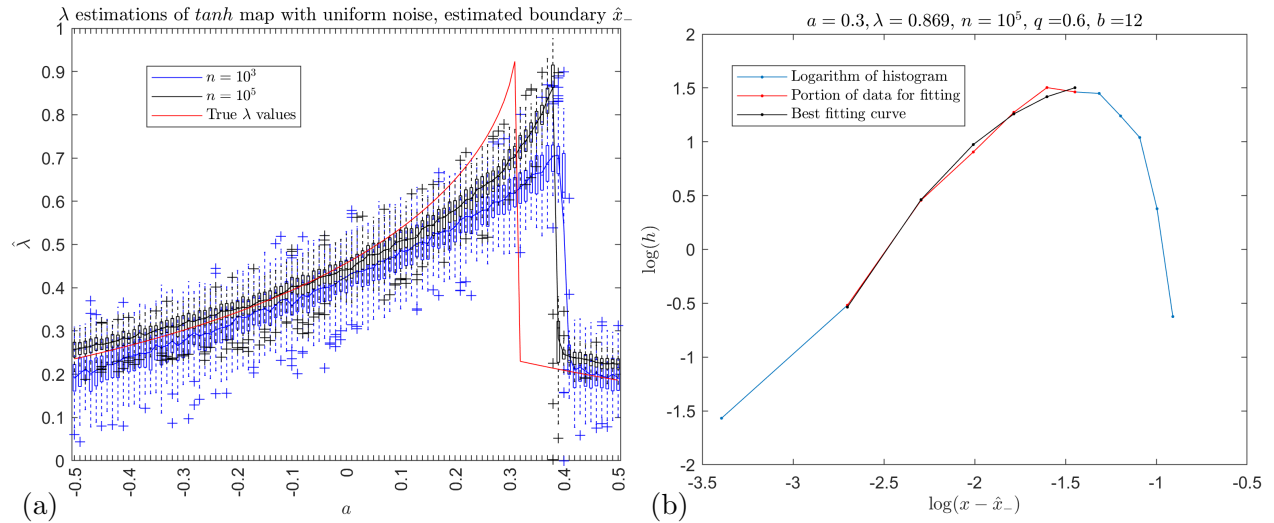 λ estimations of tanh map with uniform noise, estimated boundary x̂₋
1
0.9
0.8
0.7
0.6
0.5
0.4
0.3
0.2
0.1
0
λ̂
n = 10³
n = 10⁵
True λ values
-0.5
-0.4
-0.3
-0.2
-0.1
0
0.1
0.2
0.3
0.4
0.5
a
(a)
a = 0.3, λ = 0.869, n = 10⁵, q =0.6, b =12
2
1.5
1
0.5
0
-0.5
-1
-1.5
-2
log(h)
Logarithm of histogram
Portion of data for fitting
Best fitting curve
-3.5
-3
-2.5
-2
-1.5
-1
-0.5
log(x − x̂₋)
(b)